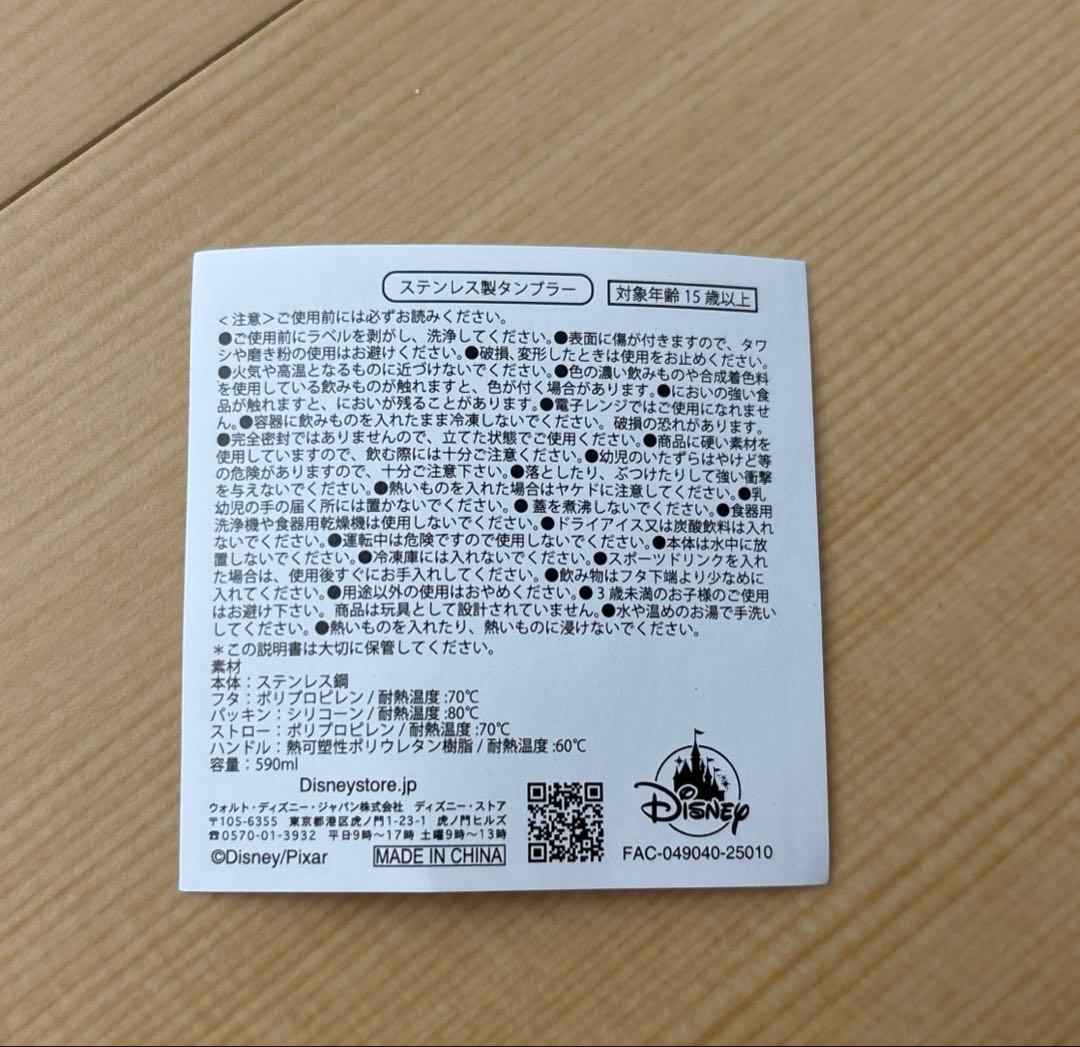 ステンレス製タンブラー
対象年齢 15 歳以上
＜注意＞ご使用前には必ずお読みください。
●ご使用前にラベルを剥がし、洗浄してください。●表面に傷が付きますので、タワ
シや磨き粉の使用はお避けください。●破損、変形したときは使用をお止めください。
●火気や高温となるものに近づけないでください。●色の濃い飲みものや合成着色料
を使用している飲みものが触れますと、色が付く場合があります。●においの強い食
品が触れますと、においが残ることがあります。●電子レンジではご使用になれませ
ん。●容器に飲みものを入れたまま冷凍しないでください。破損の恐れがあります。
●完全密封ではありませんので、立てた状態でご使用ください。●商品に硬い素材を
使用していますので、飲む際には十分ご注意ください。●幼児のいたずらはやけど等
の危険がありますので、十分ご注意下さい。●落としたり、ぶつけたりして強い衝撃
を与えないでください。●熱いものを入れた場合はヤケドに注意してください。●乳
幼児の手の届く所には置かないでください。● 蓋を煮沸しないでください。●食器用
洗浄機や食器用乾燥機は使用しないでください。●ドライアイス又は炭酸飲料は入れ
ないでください。●運転中は危険ですので使用しないでください。●本体は水中に放
置しないでください。●冷凍庫には入れないでください。●スポーツドリンクを入れ
た場合は、使用後すぐにお手入れしてください。●飲み物はフタ下端より少なめに
入れてください。●用途以外の使用はおやめください。● 3 歳未満のお子様のご使用
はお避け下さい。商品は玩具として設計されていません。●水や温めのお湯で手洗い
してください。●熱いものを入れたり、熱いものに浸けないでください。
＊この説明書は大切に保管してください。
素材
本体：ステンレス鋼
フタ：ポリプロピレン / 耐熱温度 :70℃
パッキン：シリコーン / 耐熱温度 :80℃
ストロー：ポリプロピレン / 耐熱温度 :70℃
ハンドル：熱可塑性ポリウレタン樹脂 / 耐熱温度 :60℃
容量：590ml
Disneystore.jp
ウォルト・ディズニー・ジャパン株式会社 ディズニー・ストア
〒105-6355 東京都港区虎ノ門1-23-1 虎ノ門ヒルズ
☎0570-01-3932 平日9時～17時 土曜9時～13時
©Disney/Pixar
MADE IN CHINA
DISNEY
FAC-049040-25010